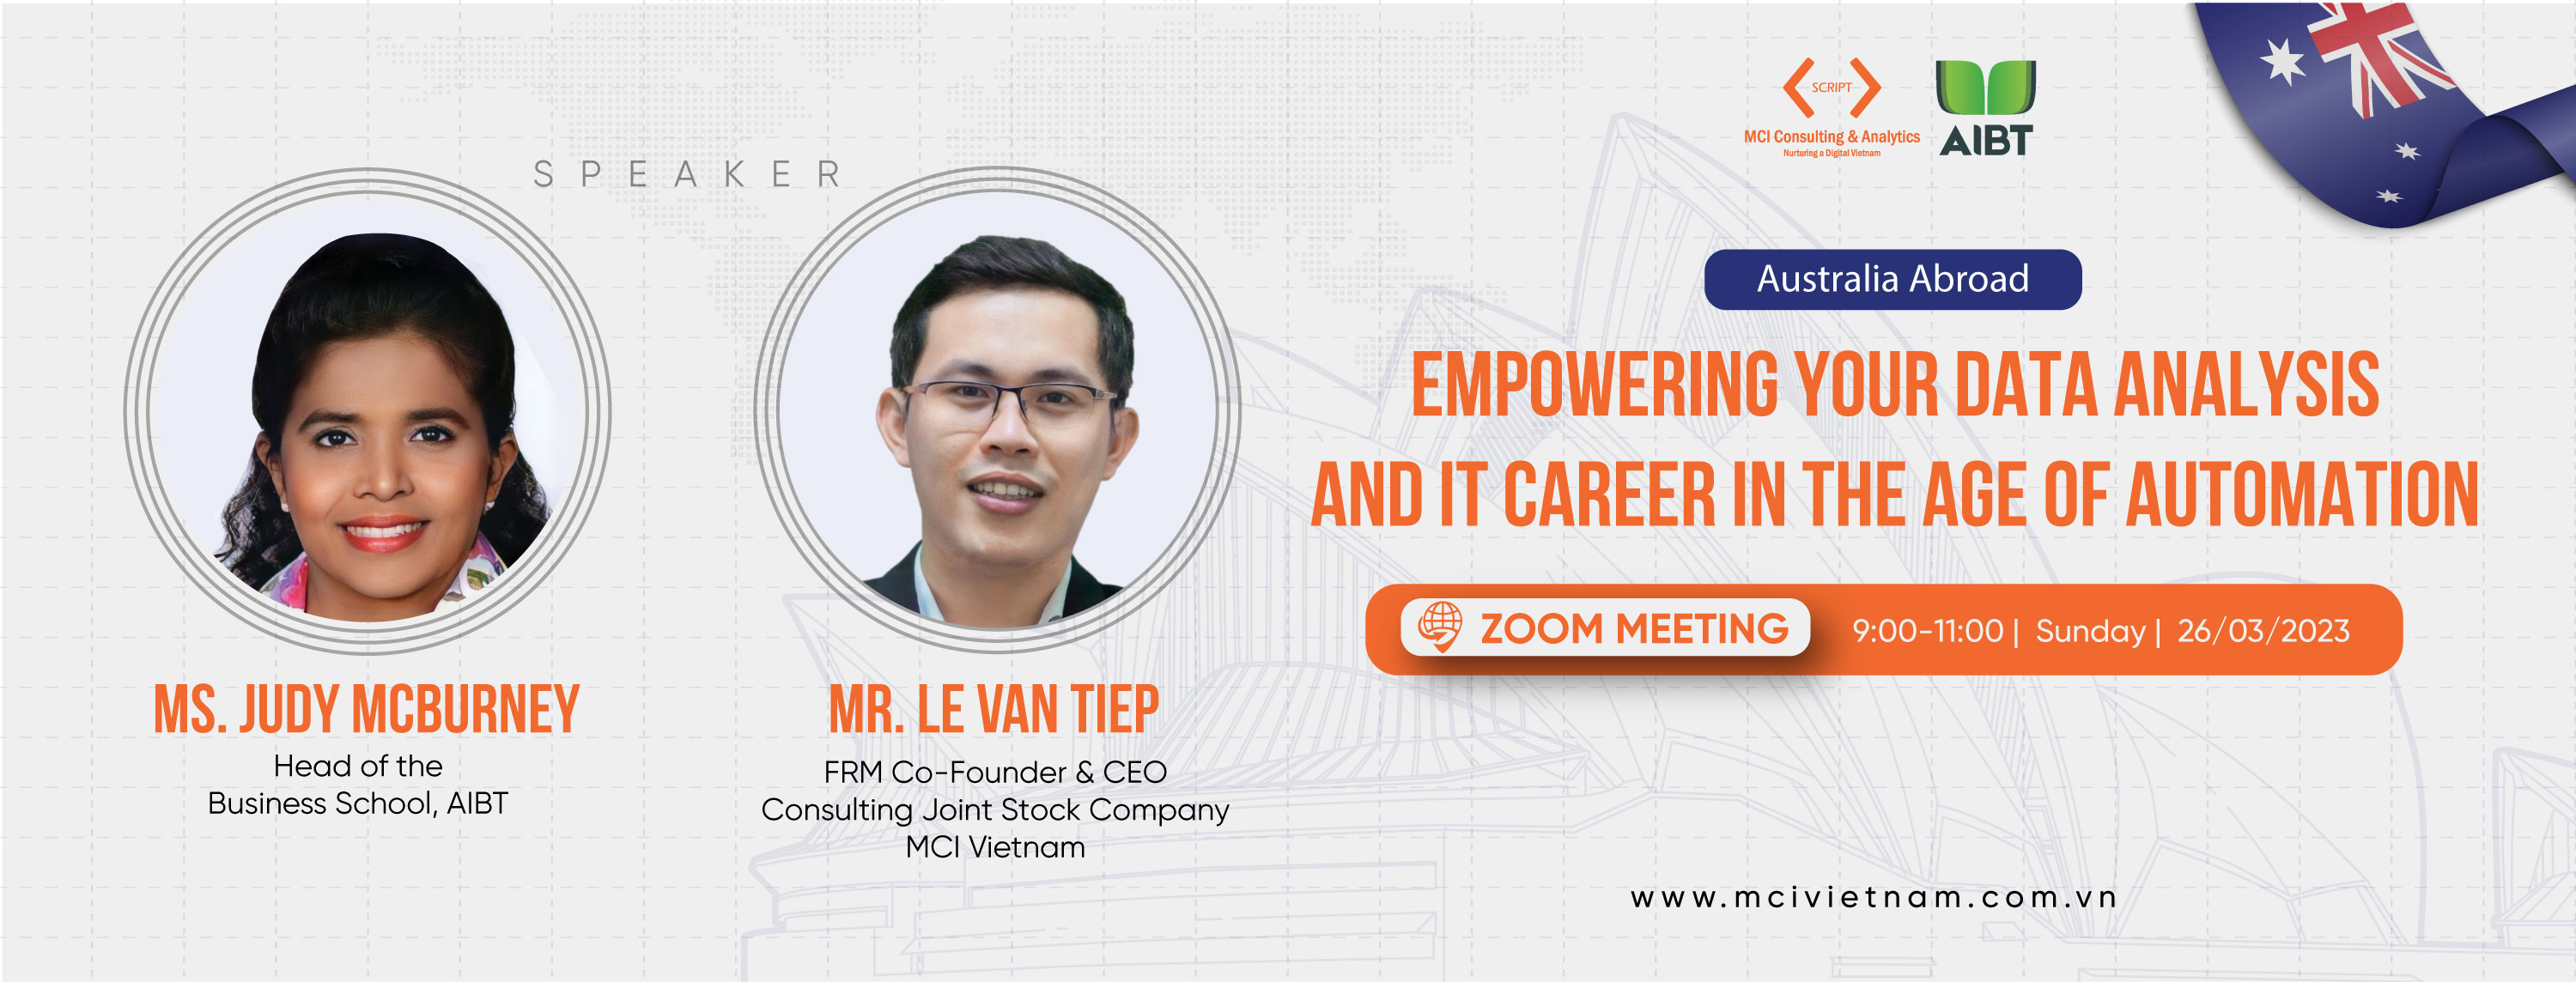 SPEAKER
MS. JUDY MCBURNEY
Head of the
Business School, AIBT
MR. LE VAN TIEP
FRM Co-Founder & CEO
Consulting Joint Stock Company
MCI Vietnam
SCRIPT
MCI Consulting & Analytics
Nurturing a Digital Vietnam
AIBT
Australia Abroad
EMPOWERING YOUR DATA ANALYSIS
AND IT CAREER IN THE AGE OF AUTOMATION
ZOOM MEETING
9:00-11:00 | Sunday | 26/03/2023
www.mcivietnam.com.vn